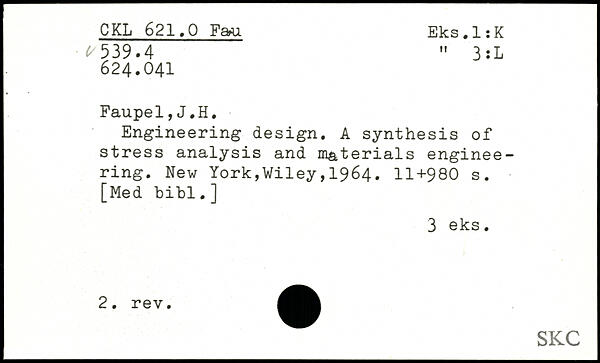 CKL 621.0 Fau
Eks.1:K
539.4
" 3:L
624.041
Faupel,J.H.
Engineering design. A synthesis of
stress analysis and materials enginee-
ring. New York,Wiley,1964. 11+980 s.
[Med bibl.]
3 eks.
2. rev.
SKC